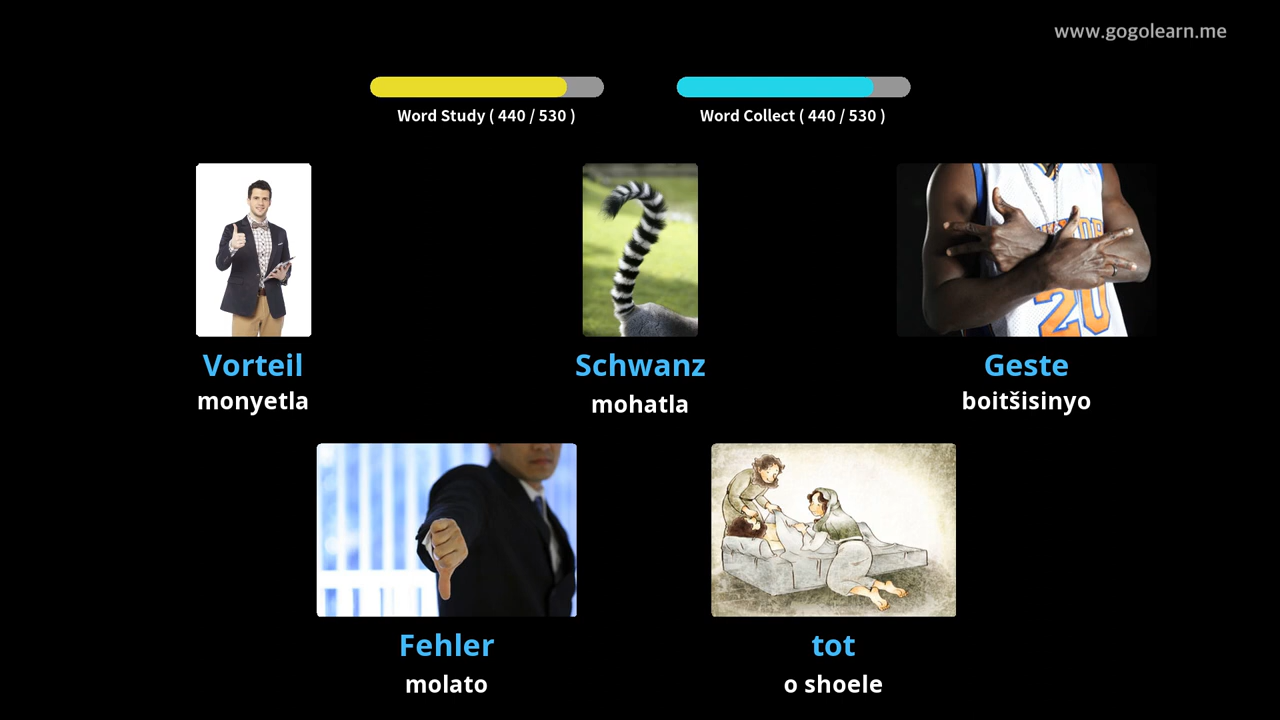 www.gogolearn.me
Word Study ( 440 / 530 )
Word Collect ( 440 / 530 )
Vorteil
monyetla
Schwanz
mohatla
Geste
boitšisinyo
20
Fehler
molato
tot
o shoele